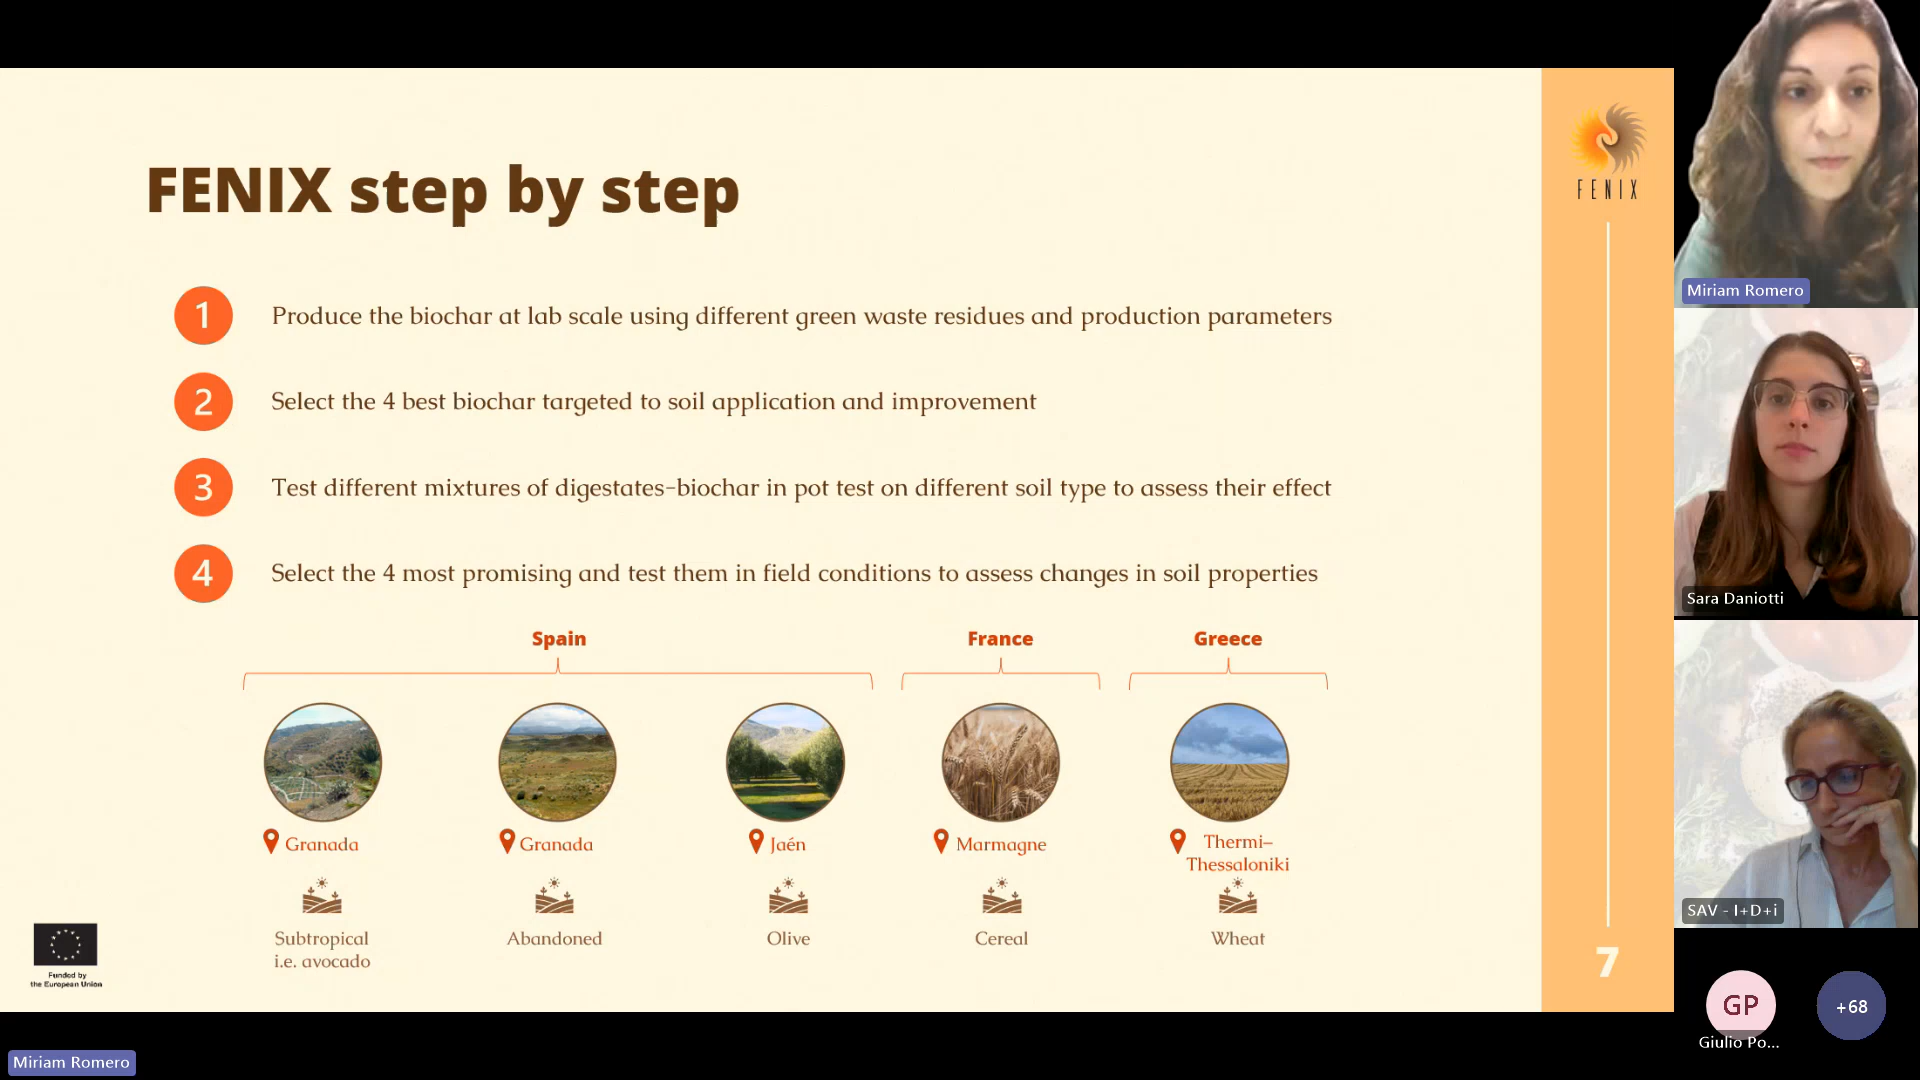 FENIX step by step
FENIX
1 Produce the biochar at lab scale using different green waste residues and production parameters
2 Select the 4 best biochar targeted to soil application and improvement
3 Test different mixtures of digestates-biochar in pot test on different soil type to assess their effect
4 Select the 4 most promising and test them in field conditions to assess changes in soil properties
Spain
France
Greece
Granada
Granada
Jaén
Marmagne
Thermi–
Thessaloniki
Subtropical
i.e. avocado
Abandoned
Olive
Cereal
Wheat
Funded by
the European Union
7
Miriam Romero
Sara Daniotti
SAV - I+D+i
GP
Giulio Po...
+68
Miriam Romero